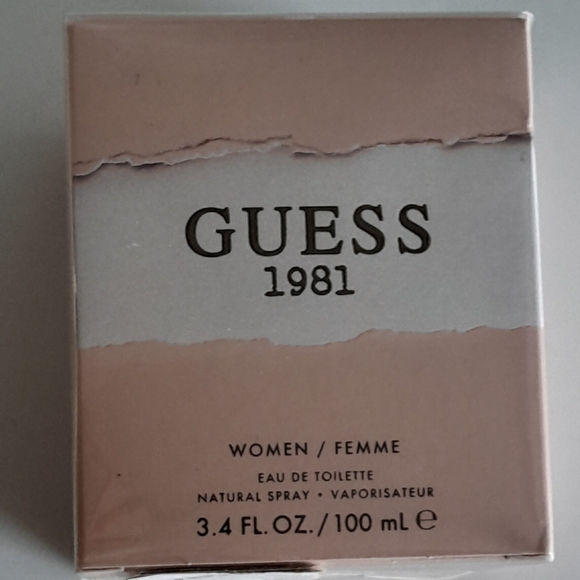 GUESS
1981
WOMEN / FEMME
EAU DE TOILETTE
NATURAL SPRAY • VAPORISATEUR
3.4 FL. OZ. / 100 mL ℮